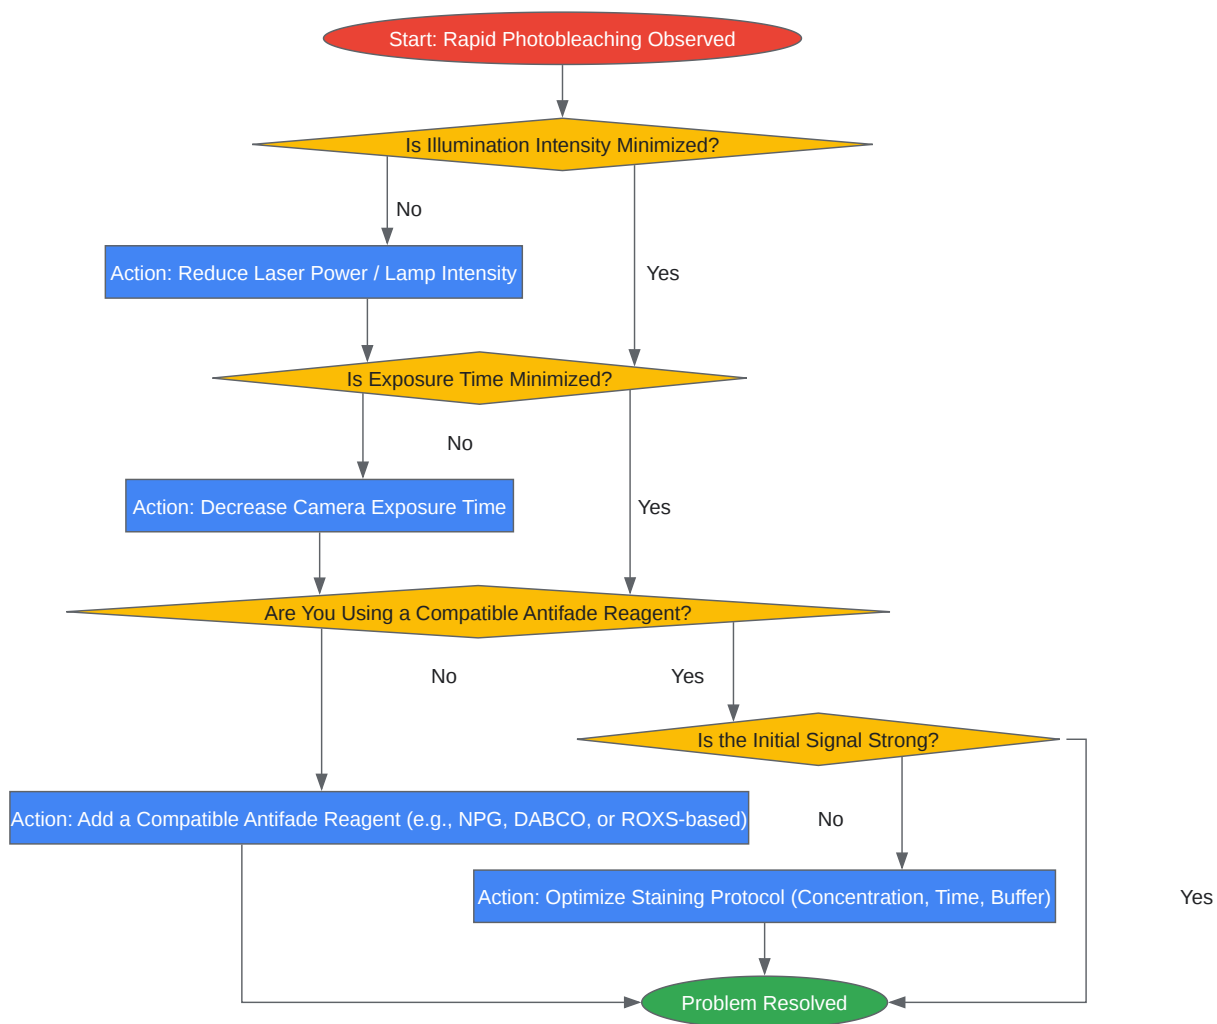 Start: Rapid Photobleaching Observed
Is Illumination Intensity Minimized?
No
Action: Reduce Laser Power / Lamp Intensity
Yes
Is Exposure Time Minimized?
No
Action: Decrease Camera Exposure Time
Yes
Are You Using a Compatible Antifade Reagent?
No
Yes
Is the Initial Signal Strong?
Action: Add a Compatible Antifade Reagent (e.g., NPG, DABCO, or ROXS-based)
No
Action: Optimize Staining Protocol (Concentration, Time, Buffer)
Yes
Problem Resolved